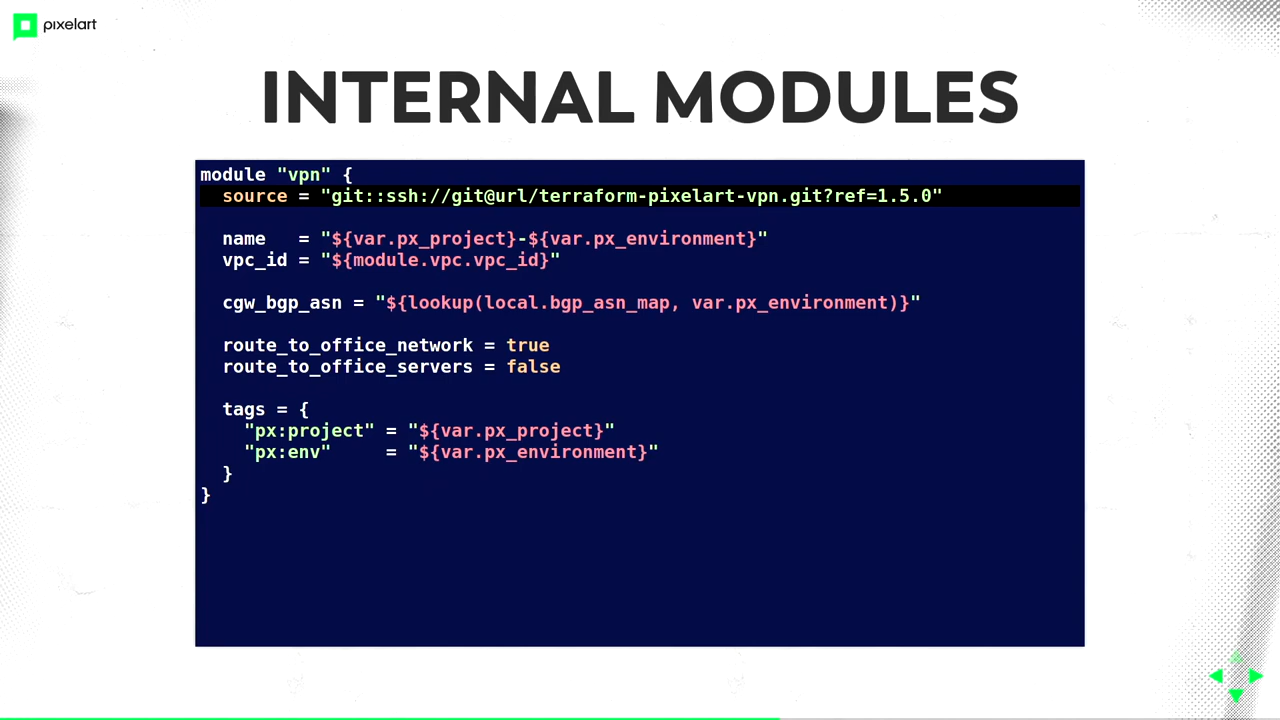 pixelart
INTERNAL MODULES
module "vpn" {
  source = "git::ssh://git@url/terraform-pixelart-vpn.git?ref=1.5.0"
  name   = "${var.px_project}-${var.px_environment}"
  vpc_id = "${module.vpc.vpc_id}"
  cgw_bgp_asn = "${lookup(local.bgp_asn_map, var.px_environment)}"
  route_to_office_network = true
  route_to_office_servers = false
  tags = {
    "px:project" = "${var.px_project}"
    "px:env"     = "${var.px_environment}"
  }
}